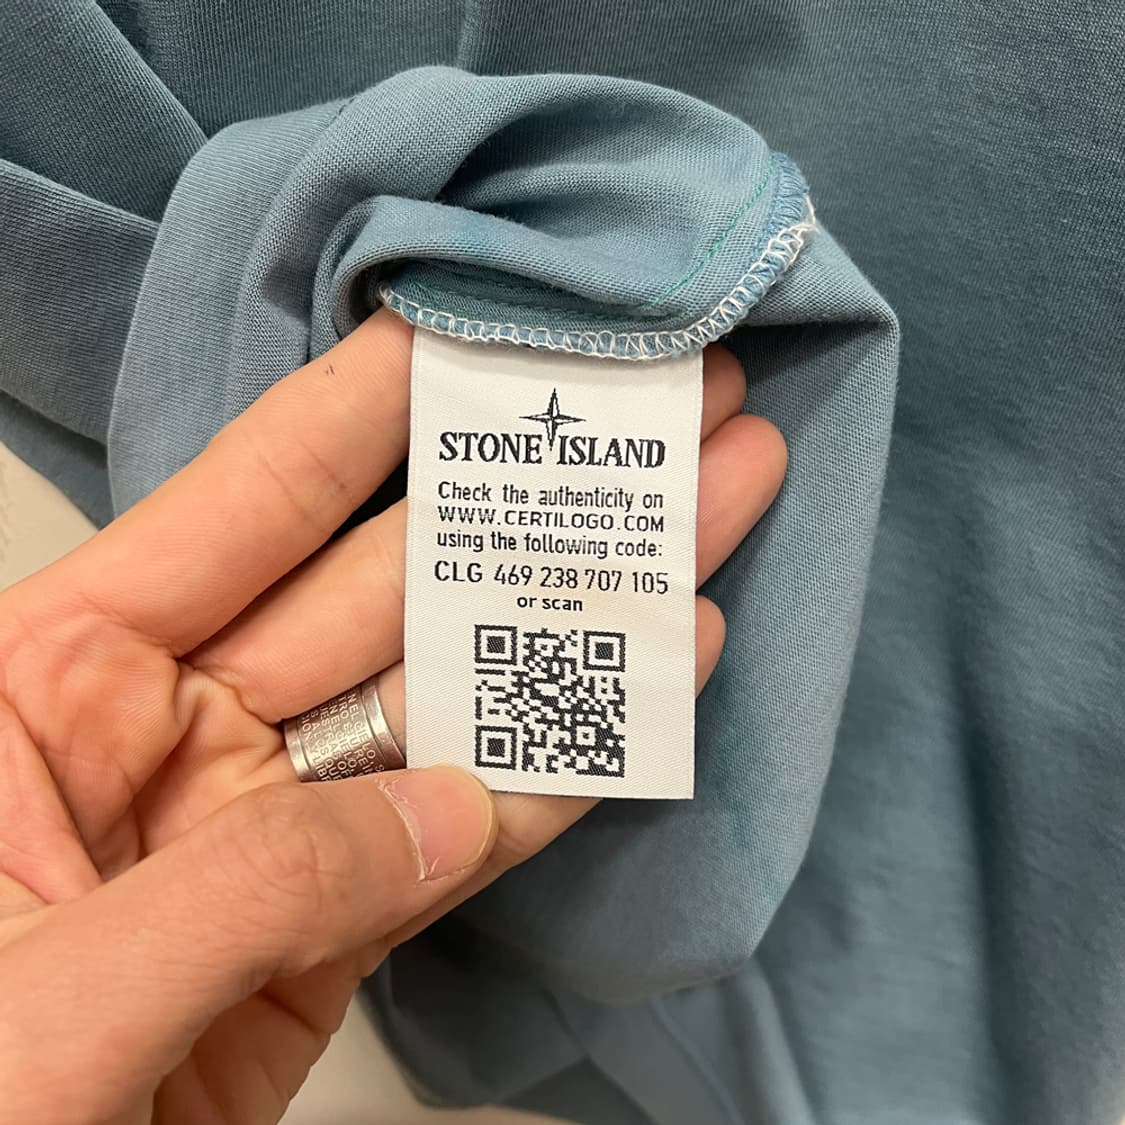 STONE ISLAND
Check the authenticity on
WWW.CERTILOGO.COM
using the following code:
CLG 469 238 707 105
or scan